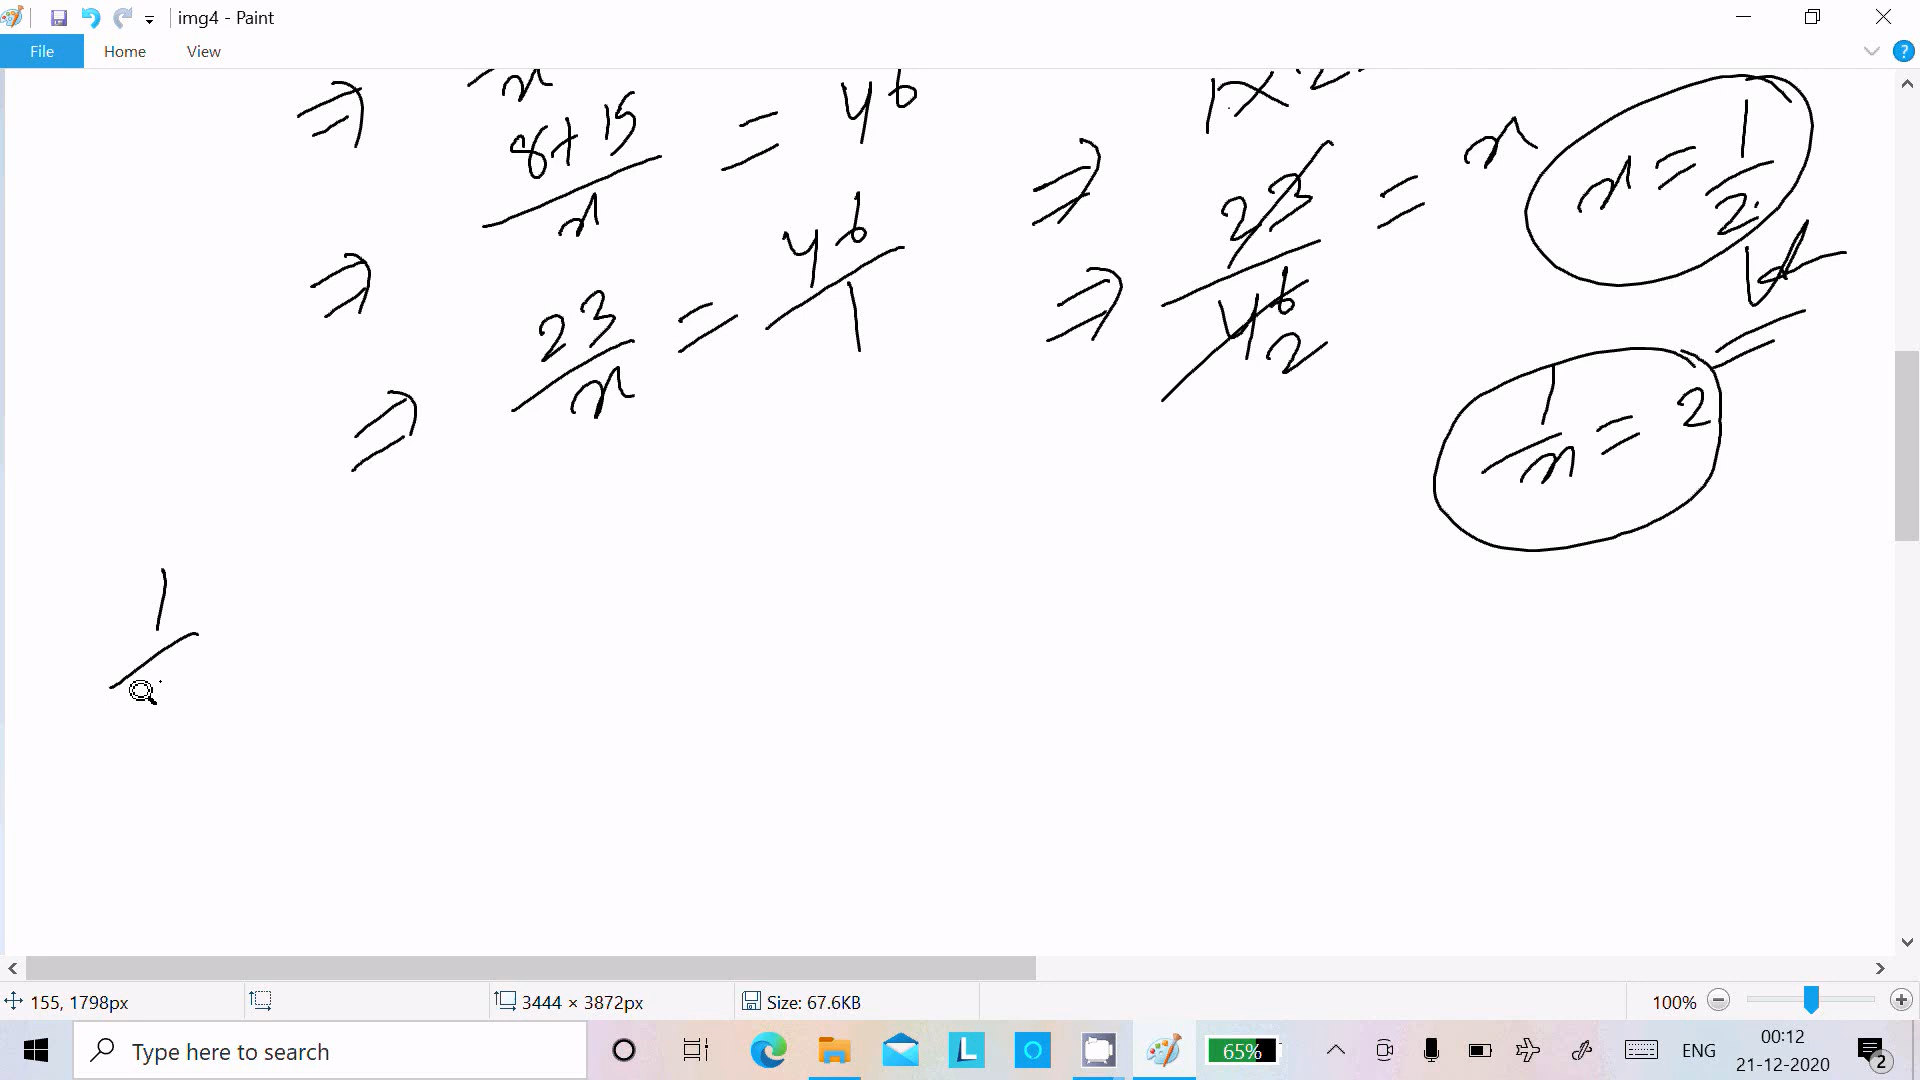 img4 - Paint
File Home View
x
⇒ 8+15/x = 46
⇒ 23/x = 46/1
⇒
⇒ 23/46 = x
⇒ 2
x = 1/2
1/x = 2
1
155, 1798px
3444 × 3872px
Size: 67.6KB
100%
Type here to search
L
65%
ENG
00:12
21-12-2020
2